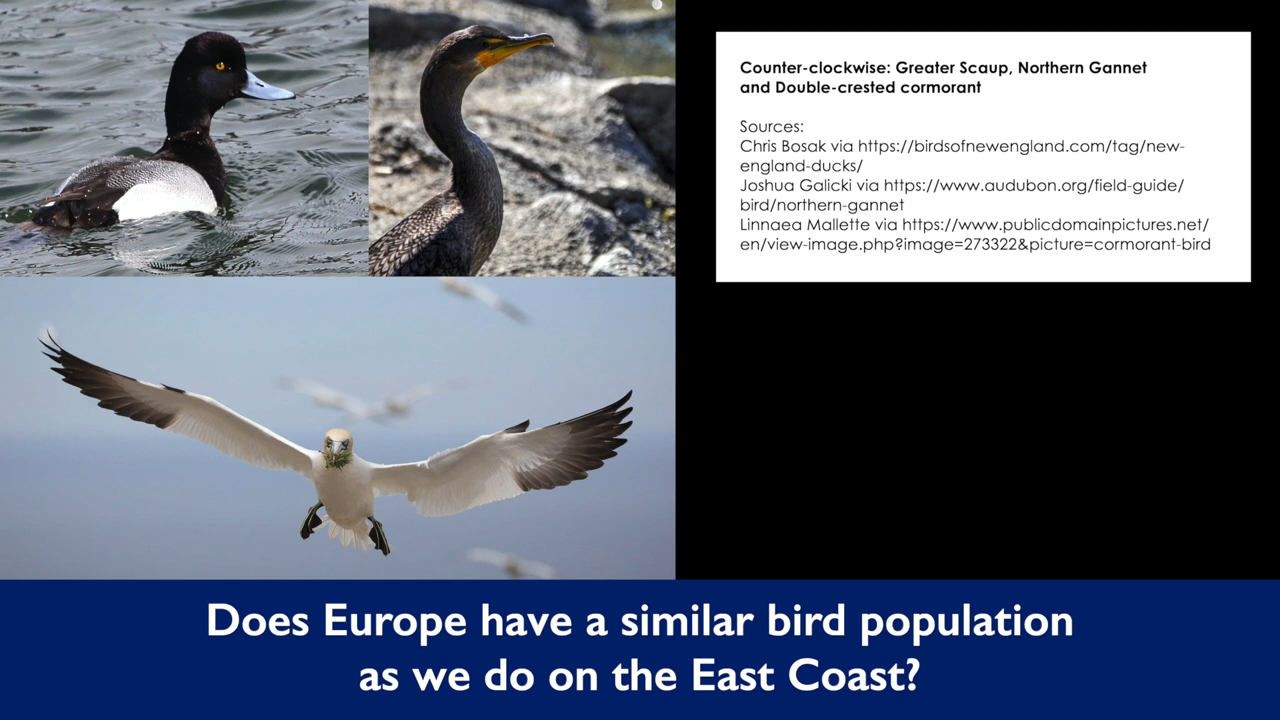 Counter-clockwise: Greater Scaup, Northern Gannet
and Double-crested cormorant
Sources:
Chris Bosak via https://birdsofnewengland.com/tag/new-
england-ducks/
Joshua Galicki via https://www.audubon.org/field-guide/
bird/northern-gannet
Linnaea Mallette via https://www.publicdomainpictures.net/
en/view-image.php?image=273322&picture=cormorant-bird
Does Europe have a similar bird population
as we do on the East Coast?